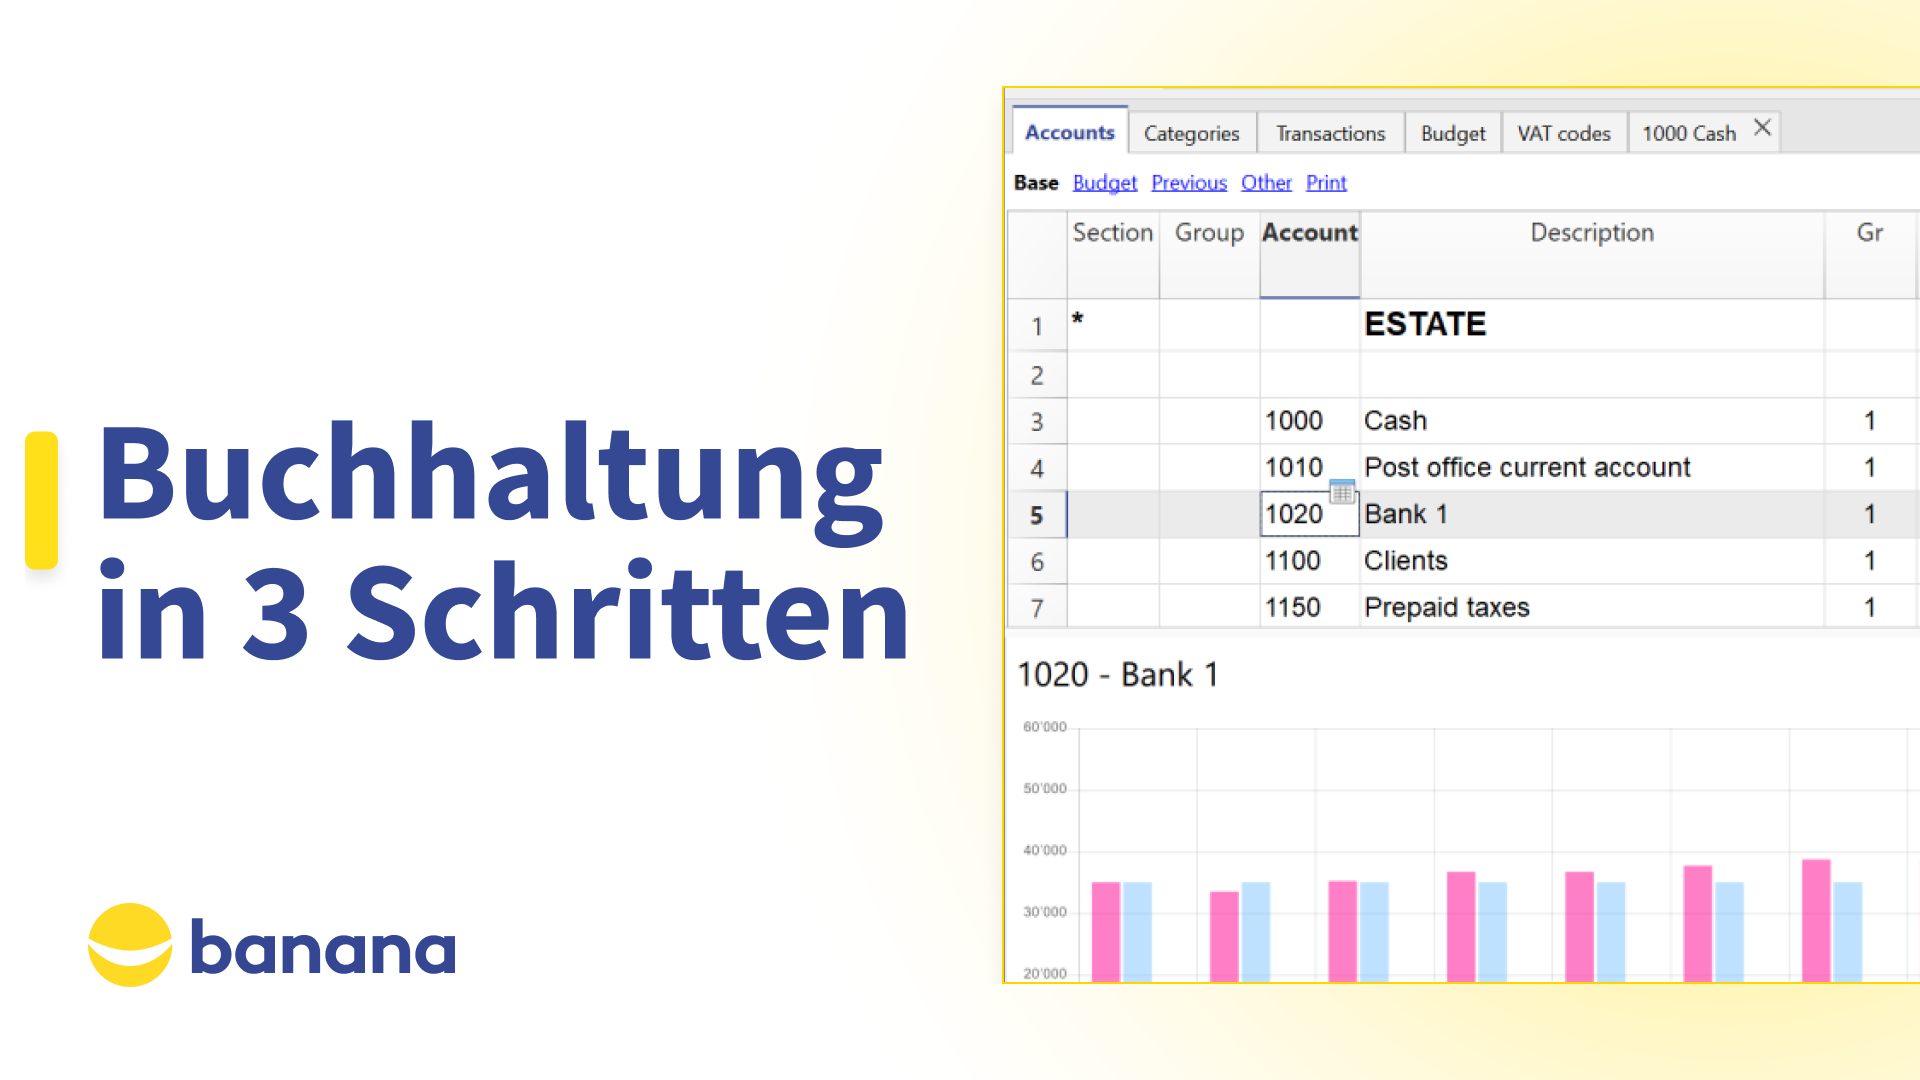 Buchhaltung
in 3 Schritten
banana
Accounts Categories Transactions Budget VAT codes 1000 Cash
Base Budget Previous Other Print
Section Group Account Description Gr
1 * ESTATE
2
3 1000 Cash 1
4 1010 Post office current account 1
5 1020 Bank 1 1
6 1100 Clients 1
7 1150 Prepaid taxes 1
1020 - Bank 1
60'000
50'000
40'000
30'000
20'000